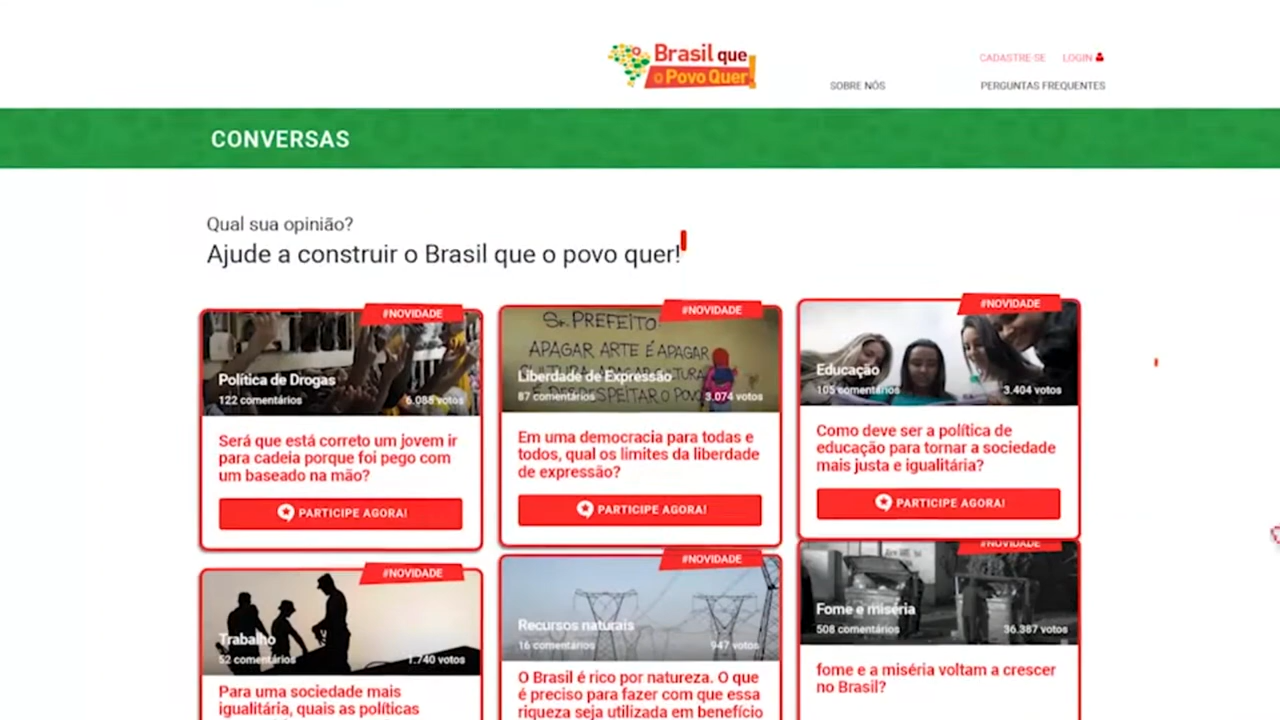 Brasil que
o Povo Quer!
CADASTRE-SE
LOGIN
SOBRE NÓS
PERGUNTAS FREQUENTES
CONVERSAS
Qual sua opinião?
Ajude a construir o Brasil que o povo quer!
#NOVIDADE
Política de Drogas
122 comentários
6.088 votos
Será que está correto um jovem ir
para cadeia porque foi pego com
um baseado na mão?
PARTICIPE AGORA!
#NOVIDADE
Sr. PREFEITO:
APAGAR ARTE É APAGAR
Liberdade de Expressão
87 comentários
3.074 votos
Em uma democracia para todas e
todos, qual os limites da liberdade
de expressão?
PARTICIPE AGORA!
#NOVIDADE
Educação
105 comentários
3.404 votos
Como deve ser a política de
educação para tornar a sociedade
mais justa e igualitária?
PARTICIPE AGORA!
#NOVIDADE
Trabalho
52 comentários
1.740 votos
Para uma sociedade mais
igualitária, quais as políticas
#NOVIDADE
Recursos naturais
16 comentários
947 votos
O Brasil é rico por natureza. O que
é preciso para fazer com que essa
riqueza seja utilizada em benefício
#NOVIDADE
Fome e miséria
508 comentários
36.387 votos
fome e a miséria voltam a crescer
no Brasil?